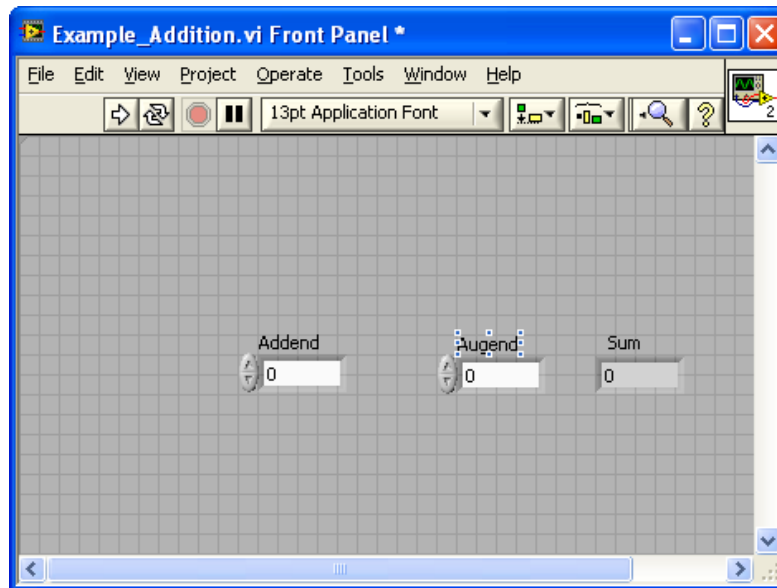 Example_Addition.vi Front Panel *
File Edit View Project Operate Tools Window Help
13pt Application Font
2
Addend Augend Sum
0 0 0